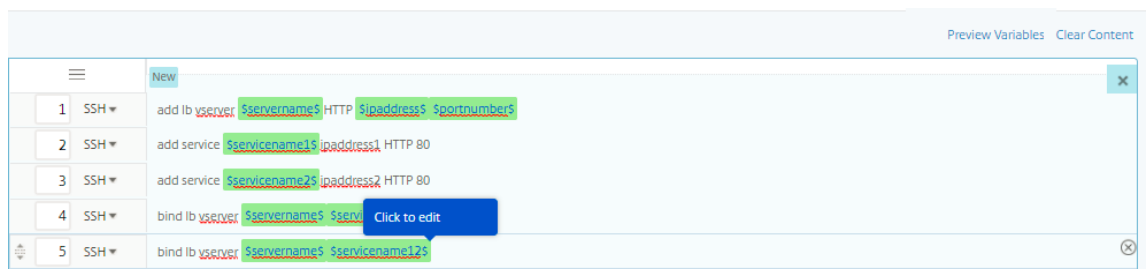 Preview Variables Clear Content
New
1 SSH add lb vserver $servername$ HTTP $ipaddress$ $portnumber$
2 SSH add service $servicename1$ ipaddress1 HTTP 80
3 SSH add service $servicename2$ ipaddress2 HTTP 80
4 SSH bind lb vserver $servername$ $servi Click to edit
5 SSH bind lb vserver $servername$ $servicename12$